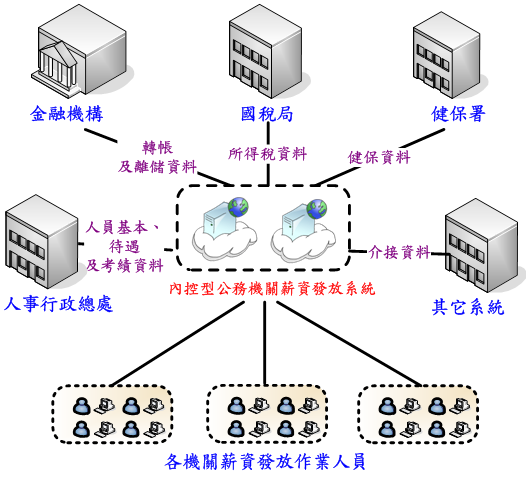 金融機構
國稅局
健保署
轉帳
及離儲資料
所得稅資料
健保資料
人員基本、
待遇
及考績資料
介接資料
人事行政總處
內控型公務機關薪資發放系統
其它系統
各機關薪資發放作業人員